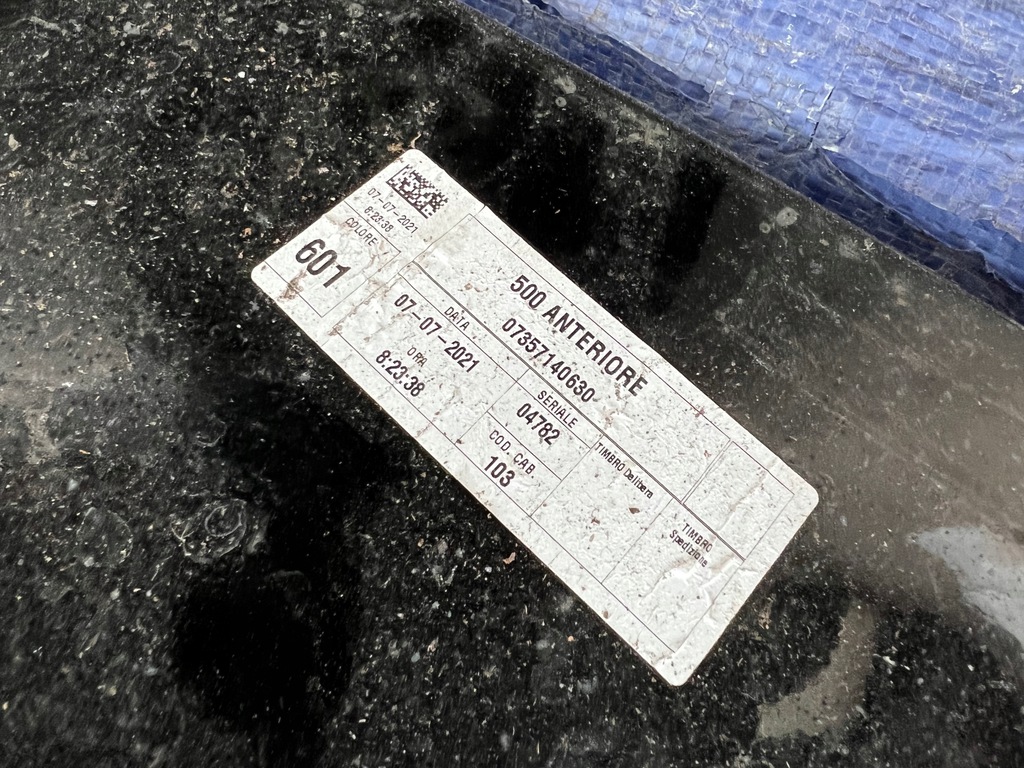 07-07-2021
8:23:38
COLORE
601
500 ANTERIORE
07357140630
DATA
07-07-2021
ORA
8:23:38
SERIALE
04782
COD. CAB.
103
TIMBRO Delibera
TIMBRO
Spedizione